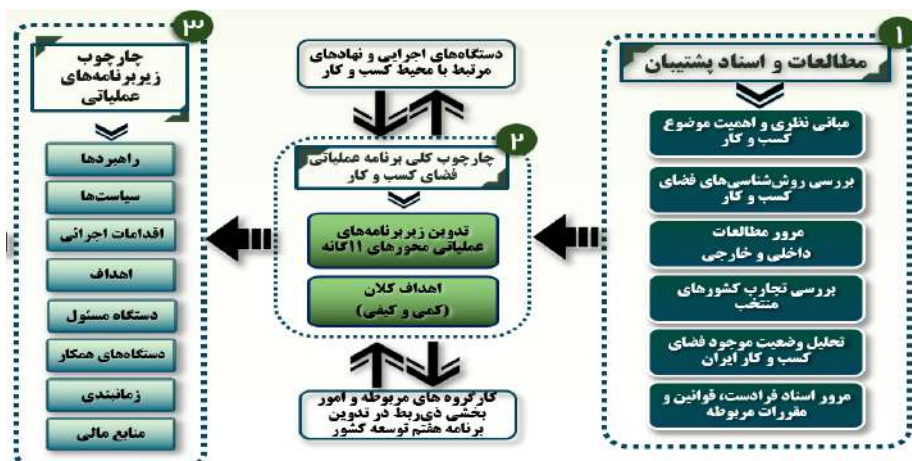 ۱
مطالعات و اسناد پشتیبان
مبانی نظری و اهمیت موضوع
کسب و کار
بررسی روش‌شناسی‌های فضای
کسب و کار
مرور مطالعات
داخلی و خارجی
بررسی تجارب کشورهای
منتخب
تحلیل وضعیت موجود فضای
کسب و کار ایران
مرور اسناد فرادست، قوانین و
مقررات مربوطه
دستگاه‌های اجرایی و نهادهای
مرتبط با محیط کسب و کار
۲
چارچوب کلی برنامه عملیاتی
فضای کسب و کار
تدوین زیربرنامه‌های
عملیاتی محورهای ۱۱گانه
اهداف کلان
(کمی و کیفی)
کارگروه های مربوطه و امور
بخشی ذی‌ربط در تدوین
برنامه هفتم توسعه کشور
۳
چارچوب
زیربرنامه‌های
عملیاتی
راهبردها
سیاست‌ها
اقدامات اجرائی
اهداف
دستگاه مسئول
دستگاه‌های همکار
زمانبندی
منابع مالی